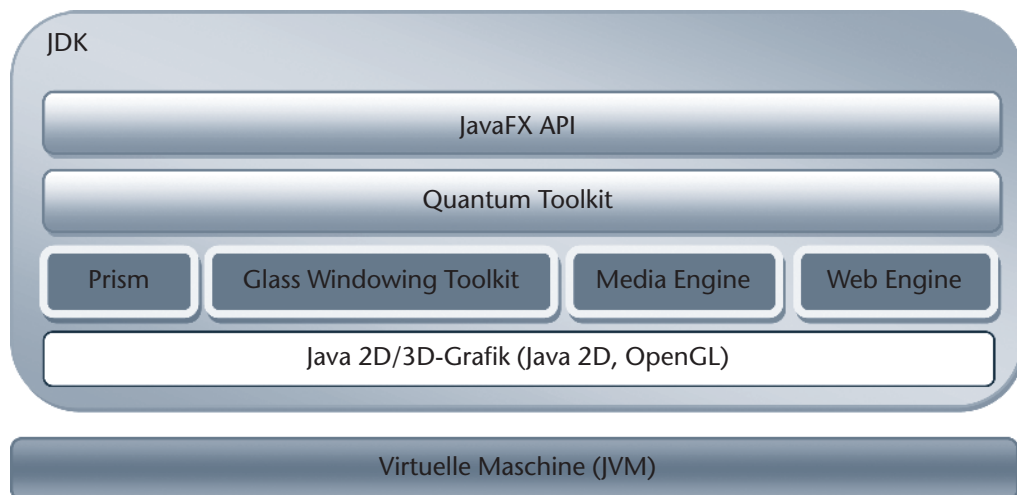 JDK
JavaFX API
Quantum Toolkit
Prism
Glass Windowing Toolkit
Media Engine
Web Engine
Java 2D/3D-Grafik (Java 2D, OpenGL)
Virtuelle Maschine (JVM)